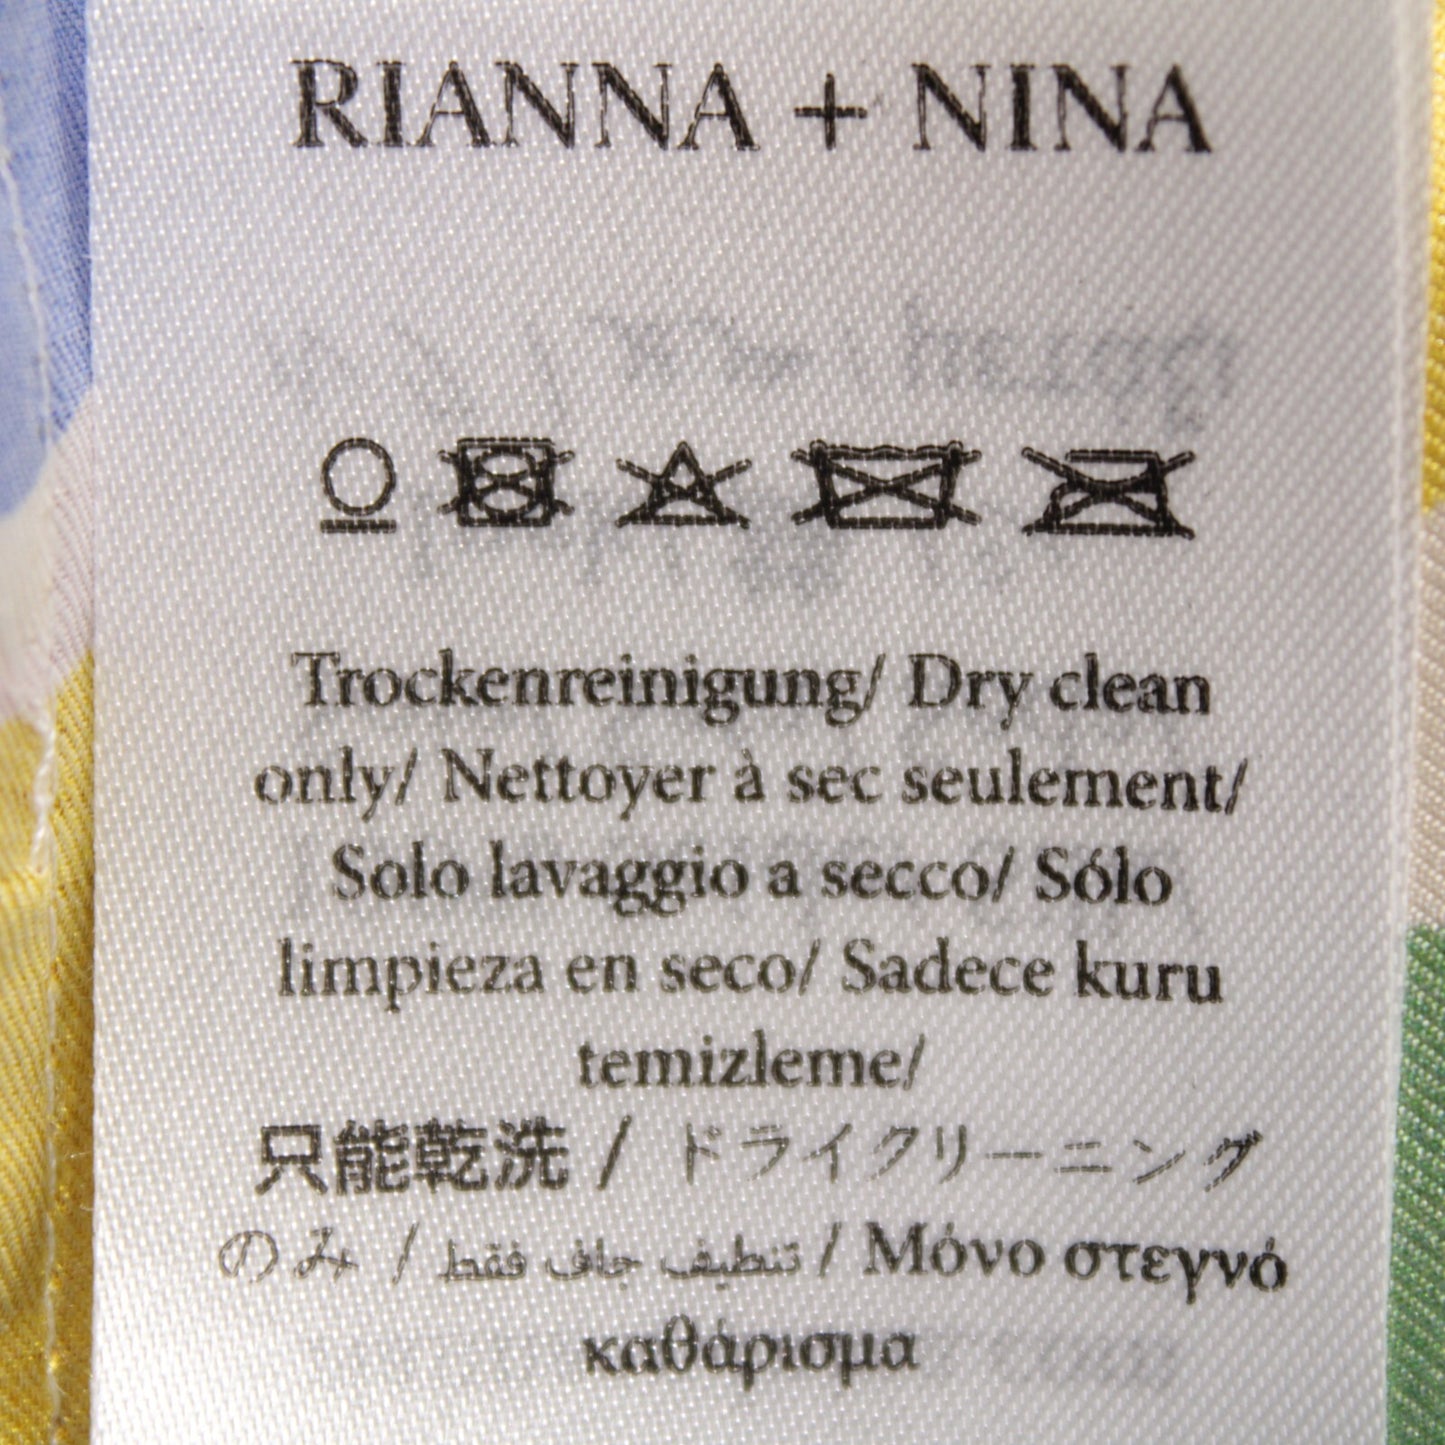 RIANNA + NINA
Trockenreinigung/ Dry clean
only/ Nettoyer à sec seulement/
Solo lavaggio a secco/ Sólo
limpieza en seco/ Sadece kuru
temizleme/
只能乾洗 / ドライクリーニング
のみ / تنظيف جاف فقط / Μόνο στεγνό
καθάρισμα